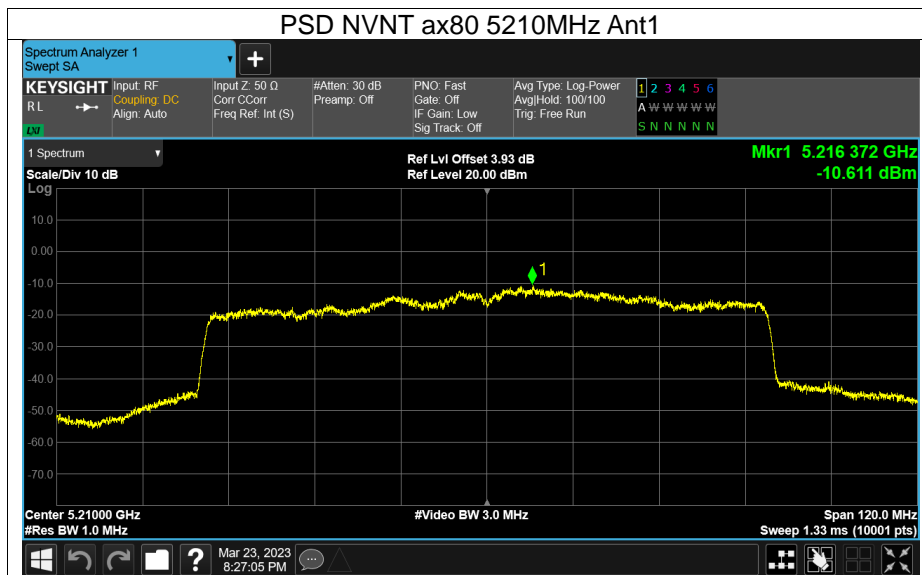 PSD NVNT ax80 5210MHz Ant1
Spectrum Analyzer 1
Swept SA
KEYSIGHT
R L
LXI
Input: RF
Coupling: DC
Align: Auto
Input Z: 50 Ω
Corr CCorr
Freq Ref: Int (S)
#Atten: 30 dB
Preamp: Off
PNO: Fast
Gate: Off
IF Gain: Low
Sig Track: Off
Avg Type: Log-Power
Avg|Hold: 100/100
Trig: Free Run
1 2 3 4 5 6
A W W W W W
S N N N N N
1 Spectrum
Scale/Div 10 dB
Log
Ref Lvl Offset 3.93 dB
Ref Level 20.00 dBm
Mkr1 5.216 372 GHz
-10.611 dBm
10.0
0.00
-10.0
-20.0
-30.0
-40.0
-50.0
-60.0
-70.0
1
Center 5.21000 GHz
#Res BW 1.0 MHz
#Video BW 3.0 MHz
Span 120.0 MHz
Sweep 1.33 ms (10001 pts)
?
Mar 23, 2023
8:27:05 PM